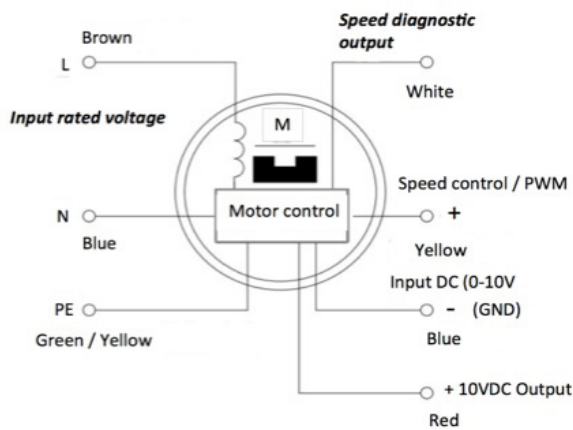 Brown
L
Input rated voltage
N
Blue
PE
Green / Yellow
M
Motor control
Speed diagnostic
output
White
Speed control / PWM
+
Yellow
Input DC (0-10V
- (GND)
Blue
+ 10VDC Output
Red